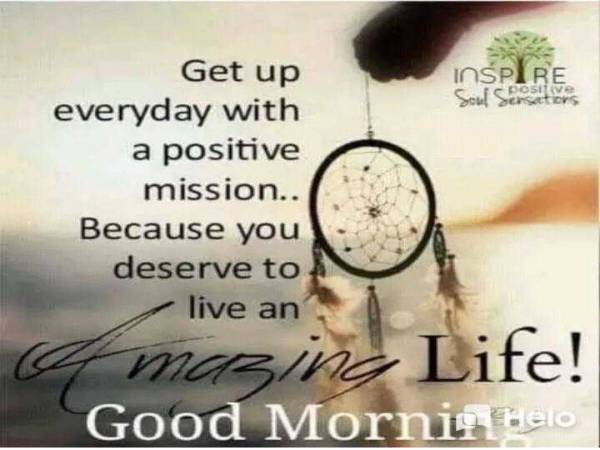 Get up
everyday with
a positive
mission..
Because you
deserve to
live an
Amazing Life!
Good Morning
INSPIRE
positive
Soul Sensations
Helo